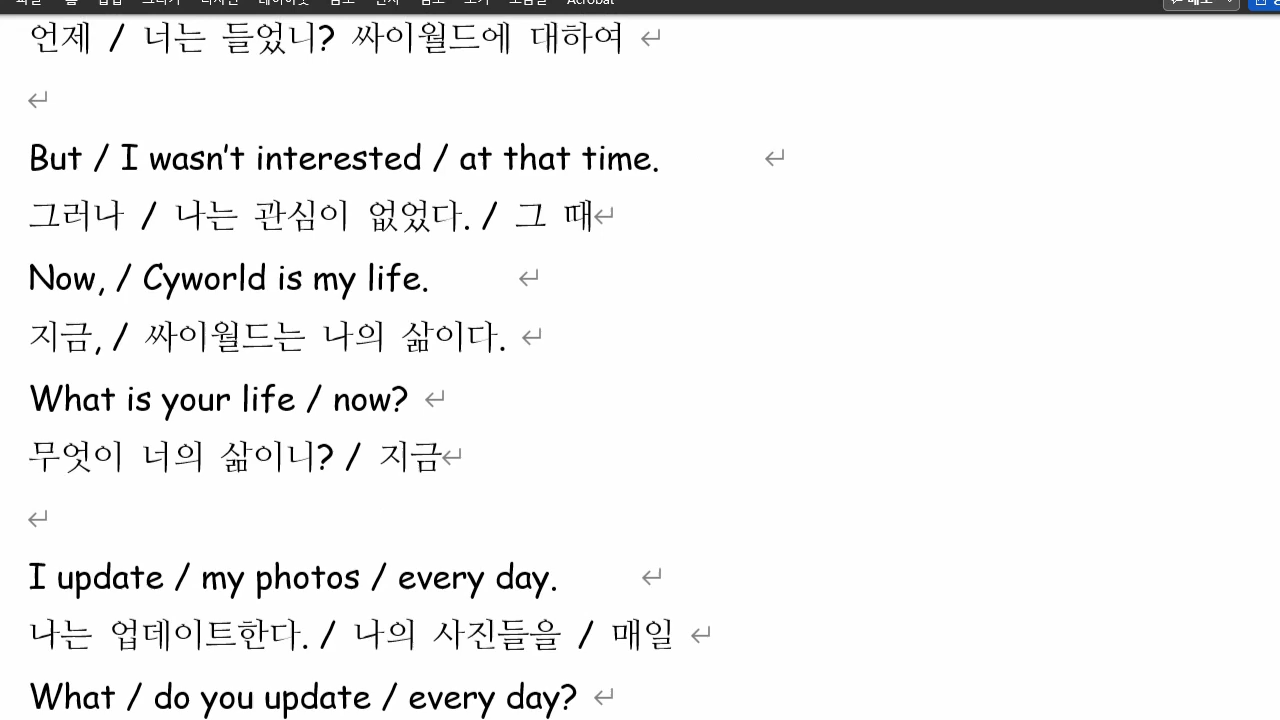 Acrobat
언제 / 너는 들었니? 싸이월드에 대하여
But / I wasn't interested / at that time.
그러나 / 나는 관심이 없었다. / 그 때
Now, / Cyworld is my life.
지금, / 싸이월드는 나의 삶이다.
What is your life / now?
무엇이 너의 삶이니? / 지금
I update / my photos / every day.
나는 업데이트한다. / 나의 사진들을 / 매일
What / do you update / every day?